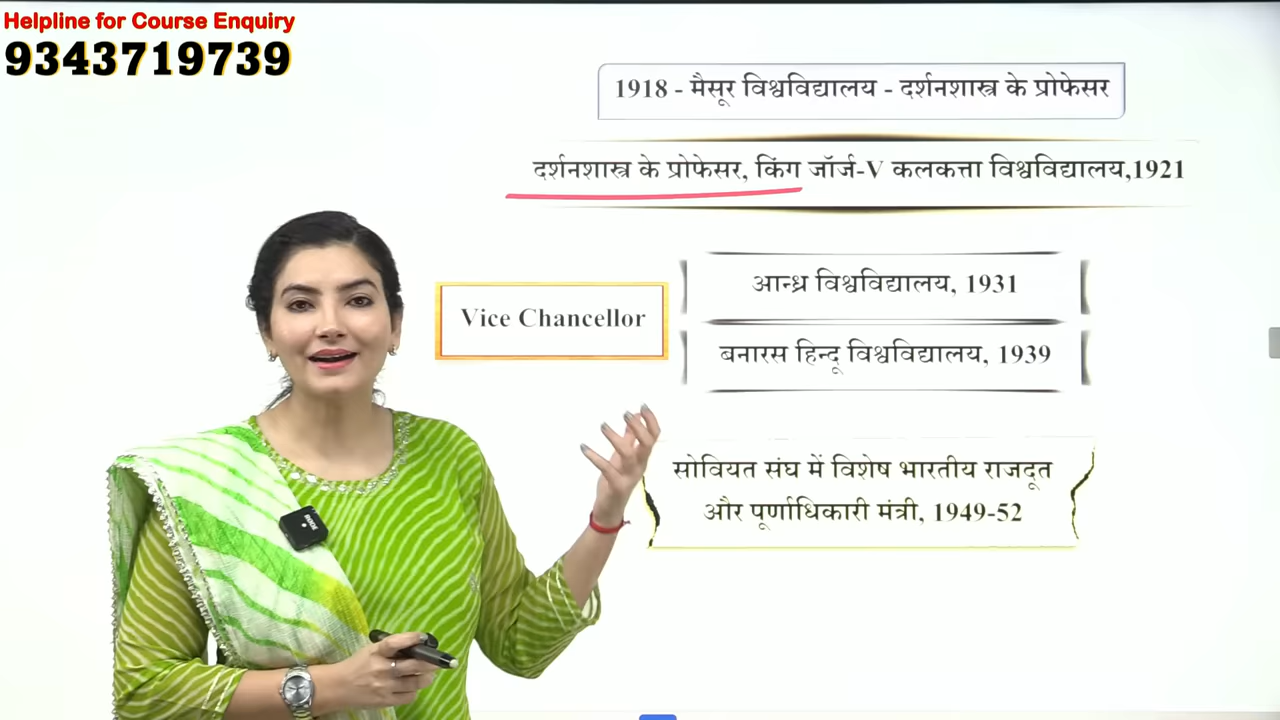 Helpline for Course Enquiry
9343719739
1918 - मैसूर विश्वविद्यालय - दर्शनशास्त्र के प्रोफेसर
दर्शनशास्त्र के प्रोफेसर, किंग जॉर्ज-V कलकत्ता विश्वविद्यालय,1921
Vice Chancellor
आन्ध्र विश्वविद्यालय, 1931
बनारस हिन्दू विश्वविद्यालय, 1939
सोवियत संघ में विशेष भारतीय राजदूत
और पूर्णाधिकारी मंत्री, 1949-52